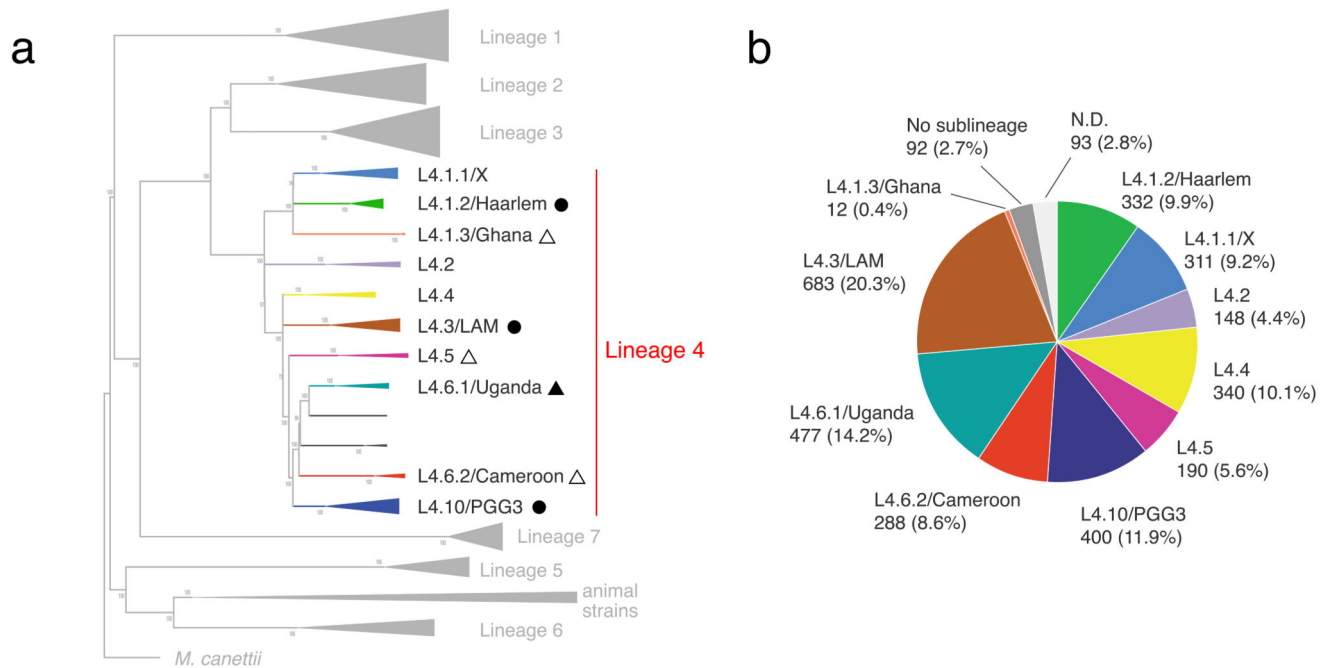 a
Lineage 1
Lineage 2
Lineage 3
L4.1.1/X
L4.1.2/Haarlem
L4.1.3/Ghana
L4.2
L4.4
L4.3/LAM
L4.5
L4.6.1/Uganda
L4.6.2/Cameroon
L4.10/PGG3
Lineage 4
Lineage 7
Lineage 5
animal
strains
Lineage 6
M. canettii
b
No sublineage
92 (2.7%)
N.D.
93 (2.8%)
L4.1.3/Ghana
12 (0.4%)
L4.1.2/Haarlem
332 (9.9%)
L4.3/LAM
683 (20.3%)
L4.1.1/X
311 (9.2%)
L4.2
148 (4.4%)
L4.4
340 (10.1%)
L4.6.1/Uganda
477 (14.2%)
L4.5
190 (5.6%)
L4.6.2/Cameroon
288 (8.6%)
L4.10/PGG3
400 (11.9%)